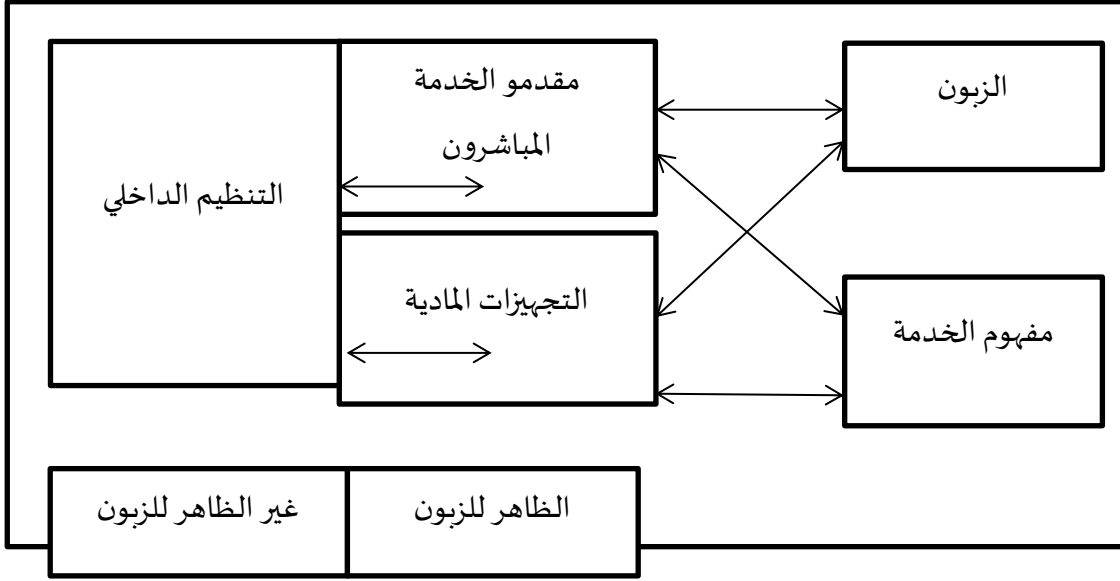 الزبون
مقدمو الخدمة
المباشرون
التنظيم الداخلي
التجهيزات المادية
مفهوم الخدمة
الظاهر للزبون
غير الظاهر للزبون